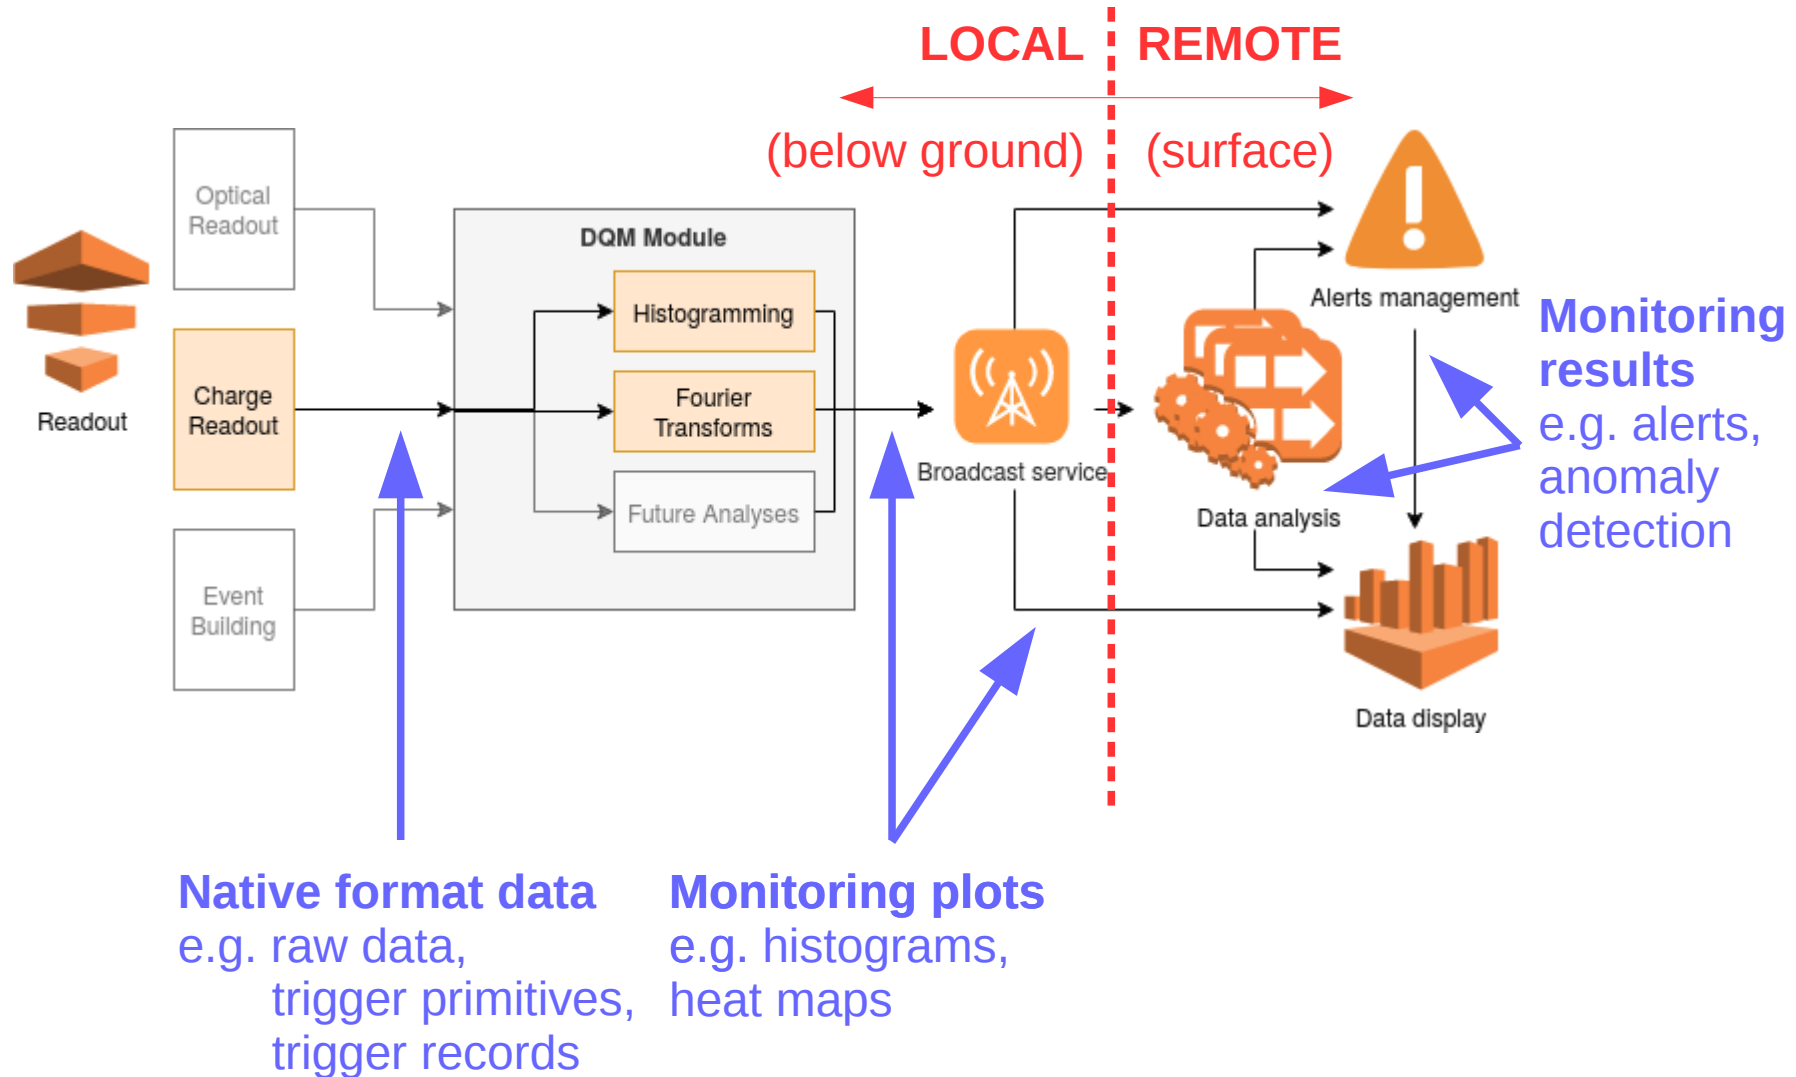 LOCAL
REMOTE
(below ground)
(surface)
Optical
Readout
Readout
Charge
Readout
Event
Building
DQM Module
Histogramming
Fourier
Transforms
Future Analyses
Broadcast service
Alerts management
Data analysis
Data display
Monitoring
results
e.g. alerts,
anomaly
detection
Native format data
e.g. raw data,
trigger primitives,
trigger records
Monitoring plots
e.g. histograms,
heat maps